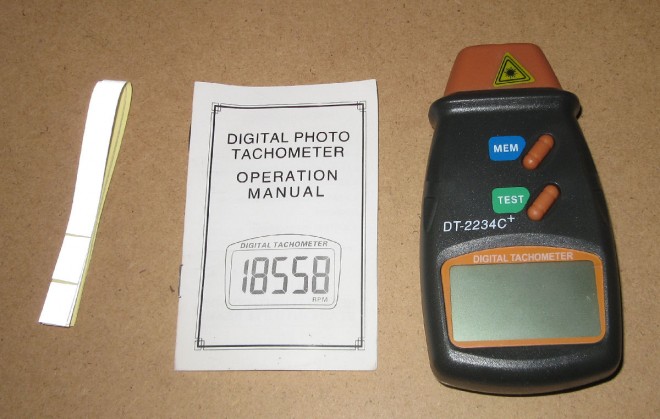 DIGITAL PHOTO
TACHOMETER
OPERATION
MANUAL
DIGITAL TACHOMETER
18558
RPM
MEM
TEST
DT-2234C+
DIGITAL TACHOMETER